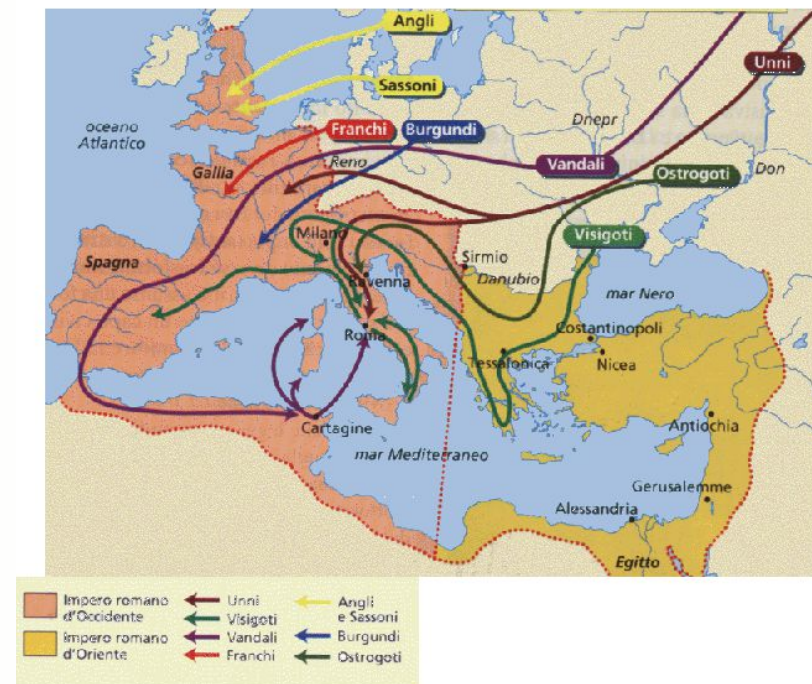 Angli
Unni
Sassoni
oceano
Atlantico
Franchi
Burgundi
Dnepr
Gallia
Reno
Vandali
Ostrogoti
Don
Visigoti
Milano
Spagna
Sirmio
Ravenna
Danubio
mar Nero
Roma
Costantinopoli
Tessalonica
Nicea
Cartagine
Antiochia
mar Mediterraneo
Gerusalemme
Alessandria
Egitto
Impero romano
d'Occidente
Impero romano
d'Oriente
Unni
Visigoti
Vandali
Franchi
Angli
e Sassoni
Burgundi
Ostrogoti